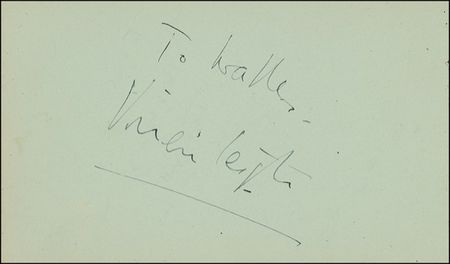 To Walter -
Vivien Leigh